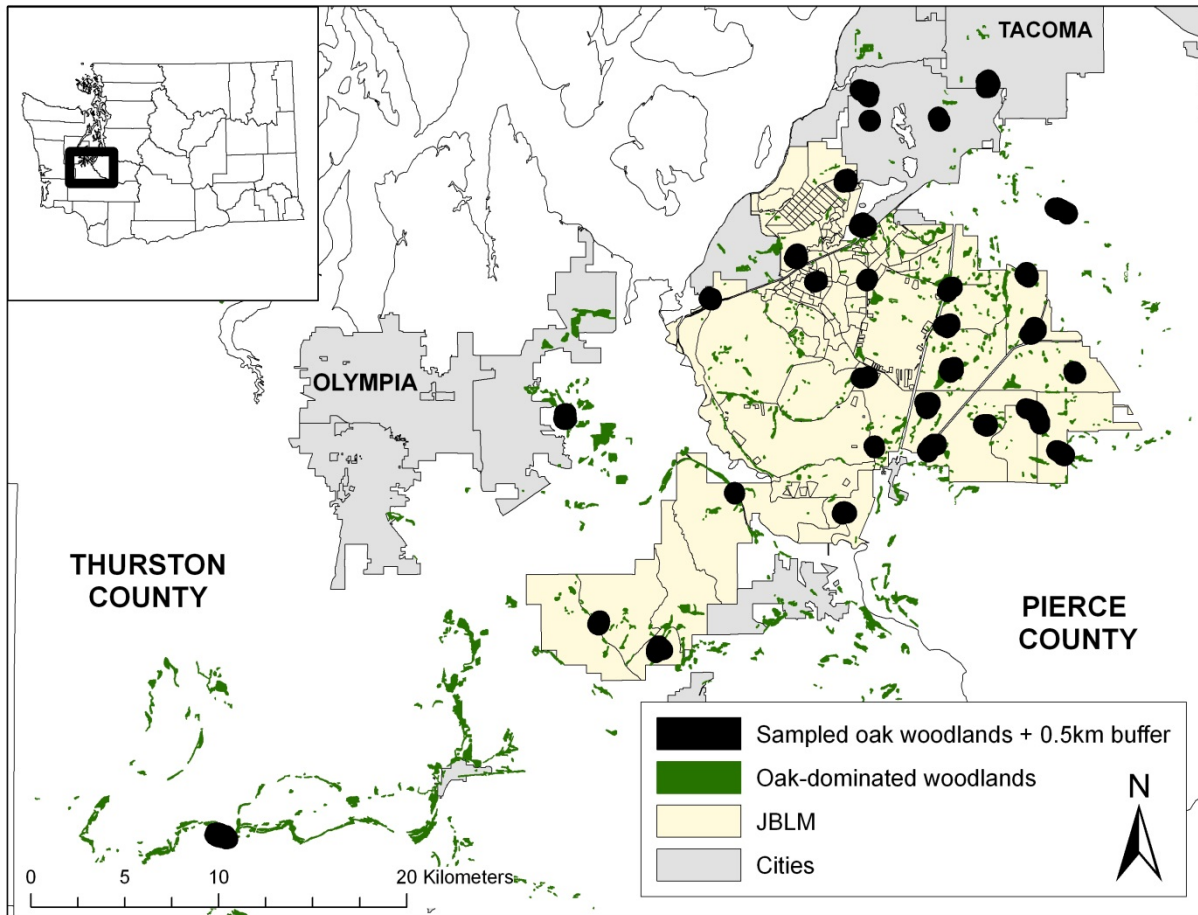 TACOMA
OLYMPIA
THURSTON
COUNTY
PIERCE
COUNTY
Sampled oak woodlands + 0.5km buffer
Oak-dominated woodlands
JBLM
Cities
N
0 5 10 20 Kilometers